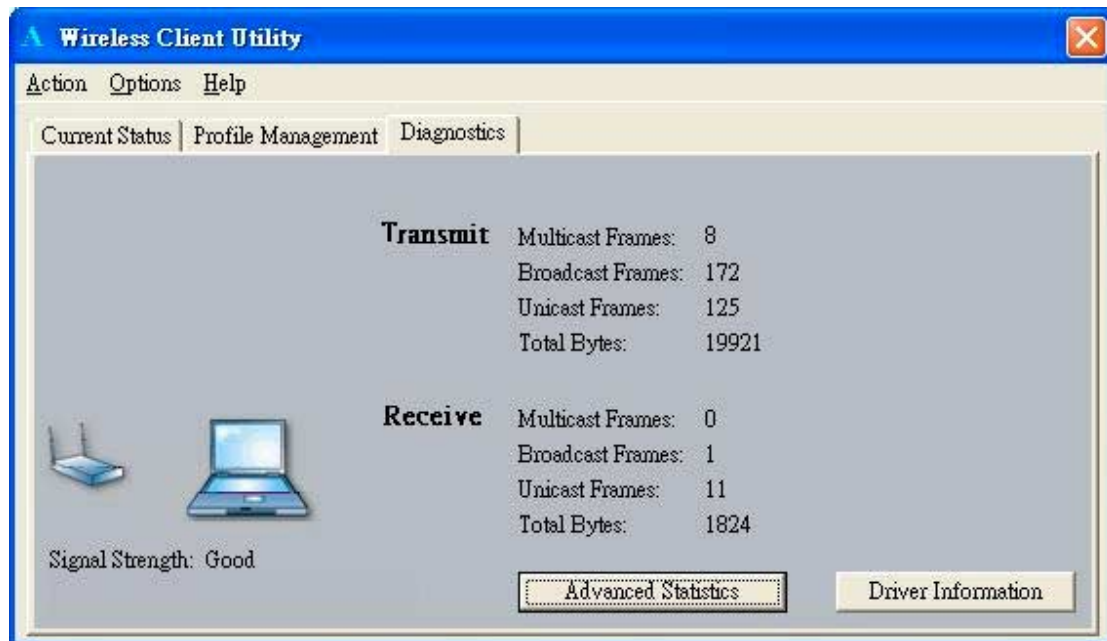 Wireless Client Utility
Action Options Help
Current Status Profile Management Diagnostics
Transmit Multicast Frames: 8
Broadcast Frames: 172
Unicast Frames: 125
Total Bytes: 19921
Receive Multicast Frames: 0
Broadcast Frames: 1
Unicast Frames: 11
Total Bytes: 1824
Signal Strength: Good
Advanced Statistics Driver Information